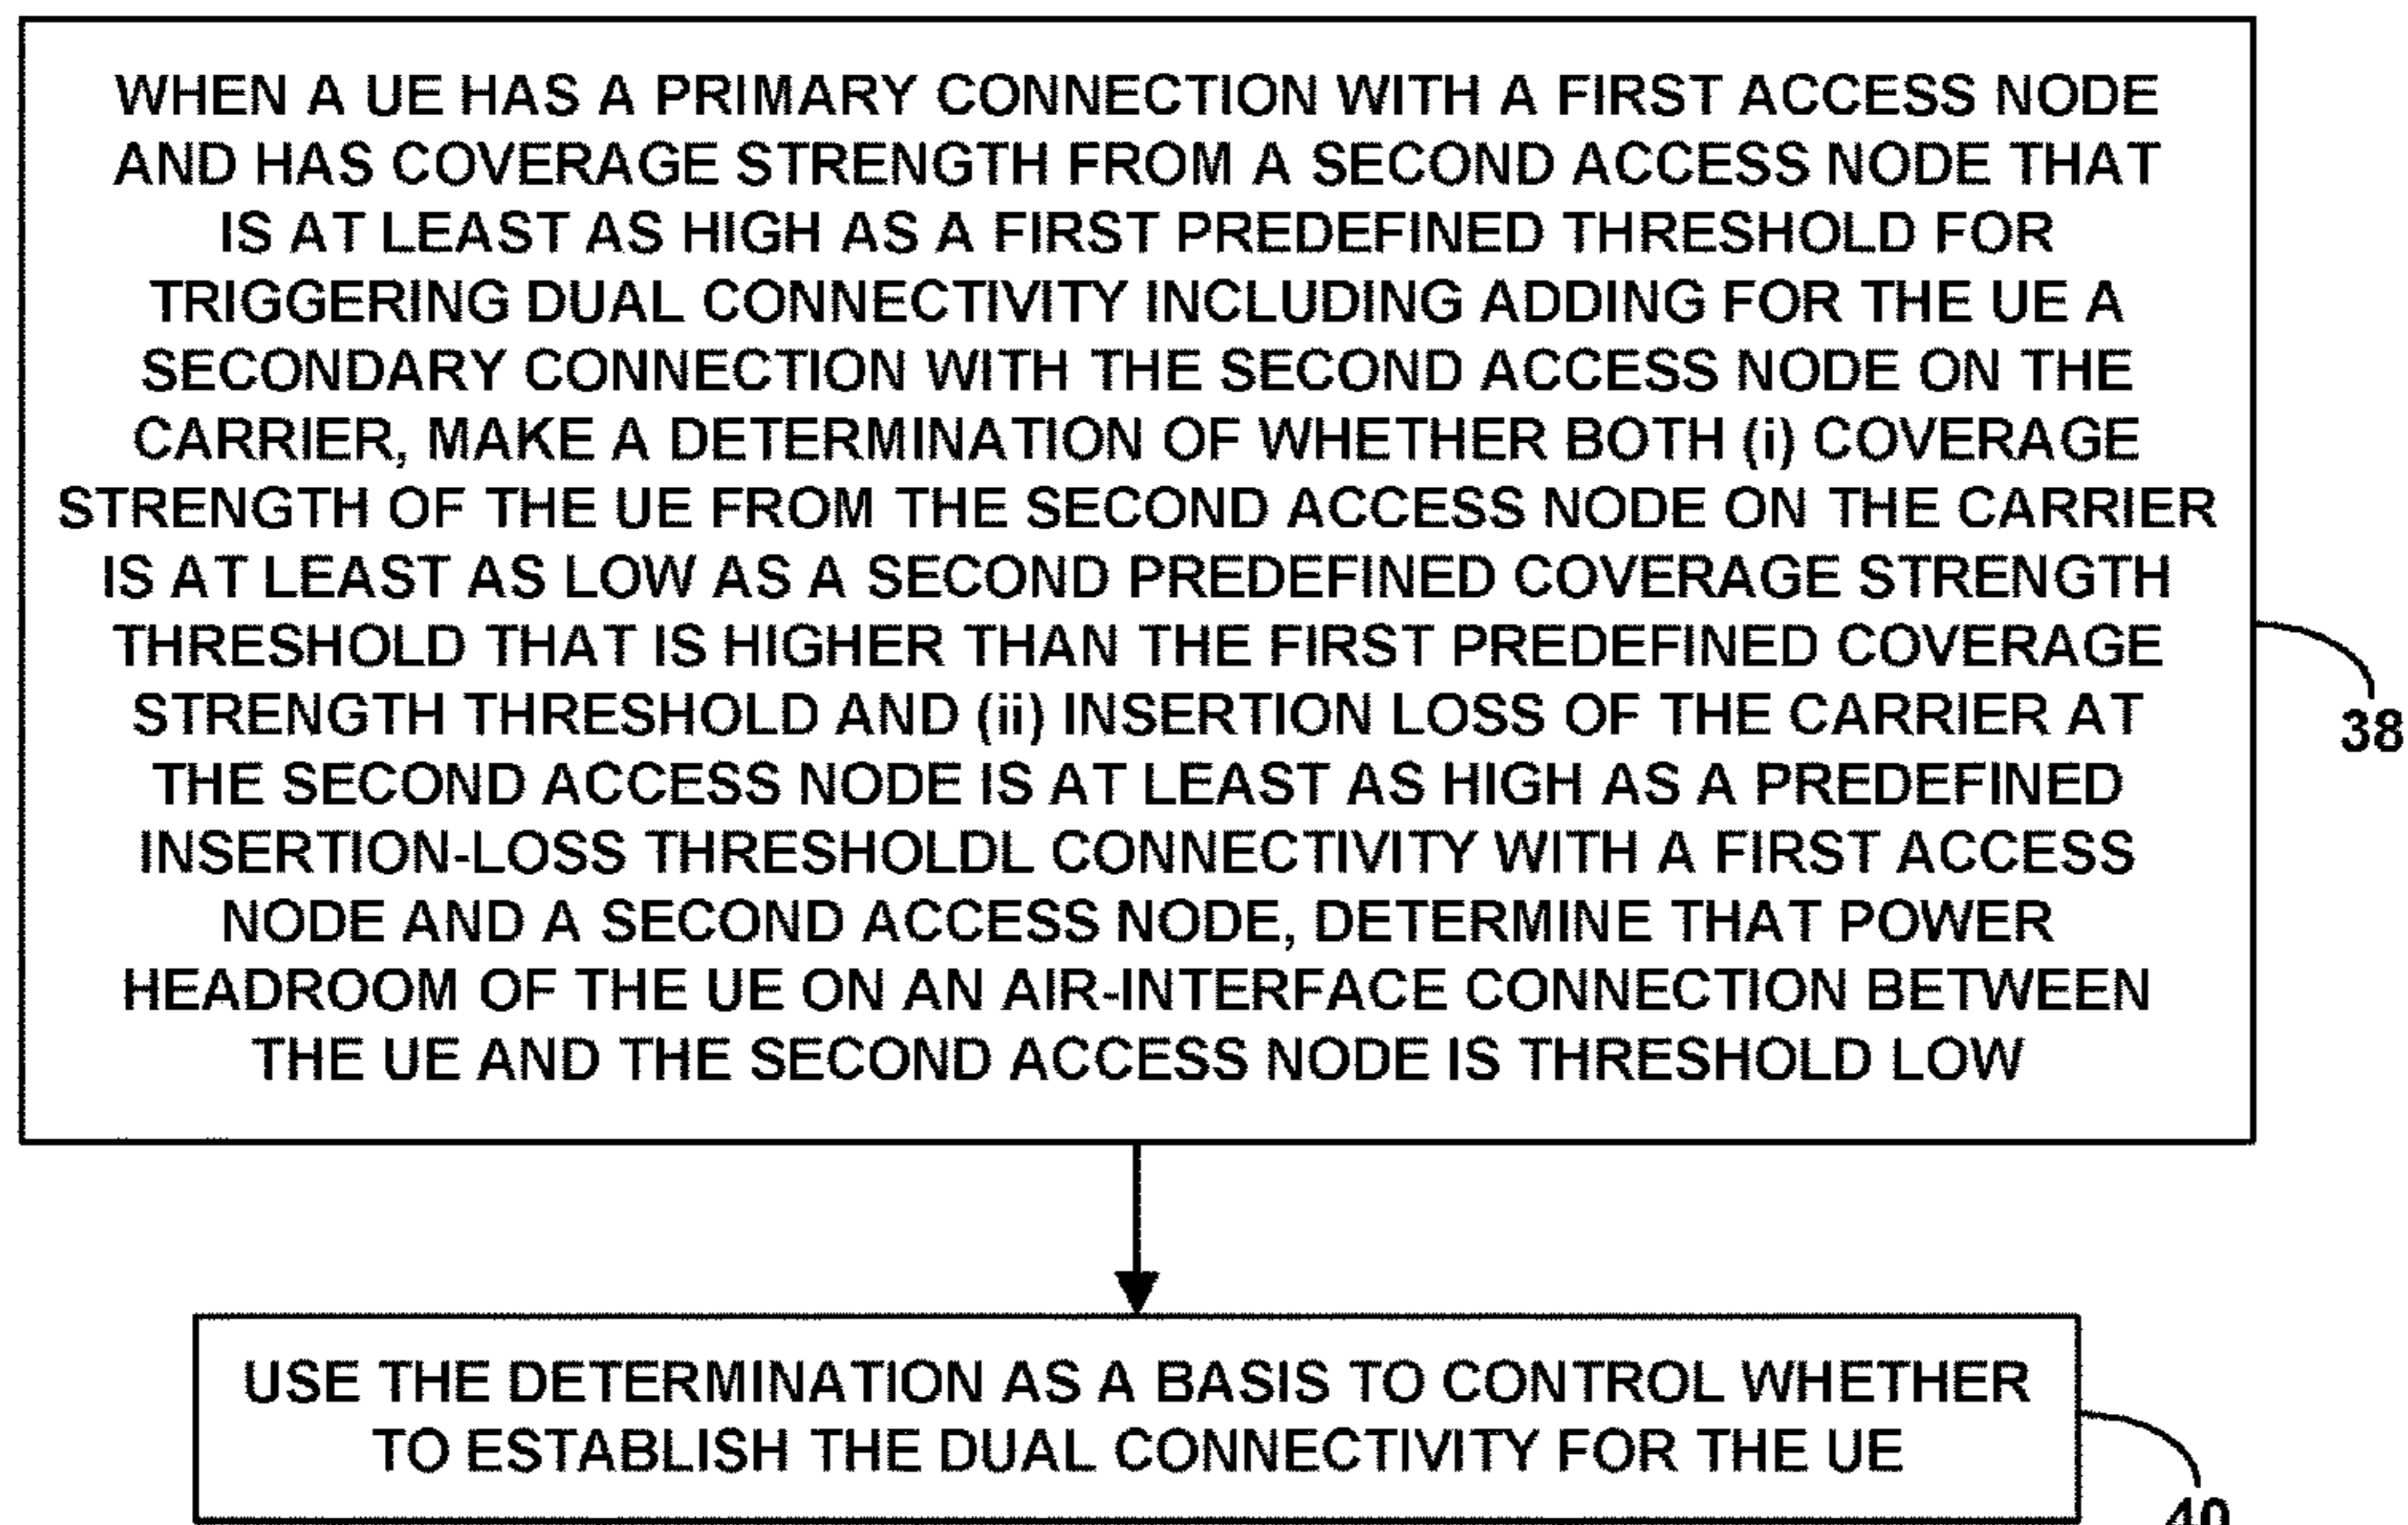 WHEN A UE HAS A PRIMARY CONNECTION WITH A FIRST ACCESS NODE
AND HAS COVERAGE STRENGTH FROM A SECOND ACCESS NODE THAT
IS AT LEAST AS HIGH AS A FIRST PREDEFINED THRESHOLD FOR
TRIGGERING DUAL CONNECTIVITY INCLUDING ADDING FOR THE UE A
SECONDARY CONNECTION WITH THE SECOND ACCESS NODE ON THE
CARRIER, MAKE A DETERMINATION OF WHETHER BOTH (i) COVERAGE
STRENGTH OF THE UE FROM THE SECOND ACCESS NODE ON THE CARRIER
IS AT LEAST AS LOW AS A SECOND PREDEFINED COVERAGE STRENGTH
THRESHOLD THAT IS HIGHER THAN THE FIRST PREDEFINED COVERAGE
STRENGTH THRESHOLD AND (ii) INSERTION LOSS OF THE CARRIER AT
THE SECOND ACCESS NODE IS AT LEAST AS HIGH AS A PREDEFINED
INSERTION-LOSS THRESHOLDL CONNECTIVITY WITH A FIRST ACCESS
NODE AND A SECOND ACCESS NODE, DETERMINE THAT POWER
HEADROOM OF THE UE ON AN AIR-INTERFACE CONNECTION BETWEEN
THE UE AND THE SECOND ACCESS NODE IS THRESHOLD LOW
38
USE THE DETERMINATION AS A BASIS TO CONTROL WHETHER
TO ESTABLISH THE DUAL CONNECTIVITY FOR THE UE
40